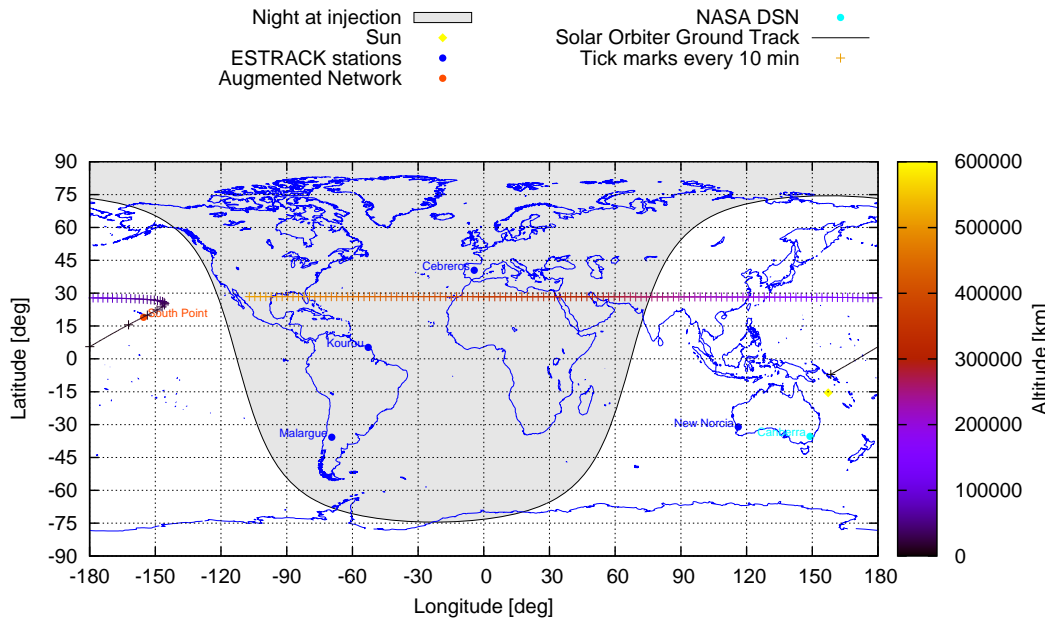 Night at injection
Sun
ESTRACK stations
Augmented Network
NASA DSN
Solar Orbiter Ground Track
Tick marks every 10 min
90
75
60
45
30
15
0
-15
-30
-45
-60
-75
-90
Latitude [deg]
Cebreros
South Point
Kourou
Malargue
New Norcia
Canberra
-180 -150 -120 -90 -60 -30 0 30 60 90 120 150 180
Longitude [deg]
600000
500000
400000
300000
200000
100000
0
Altitude [km]